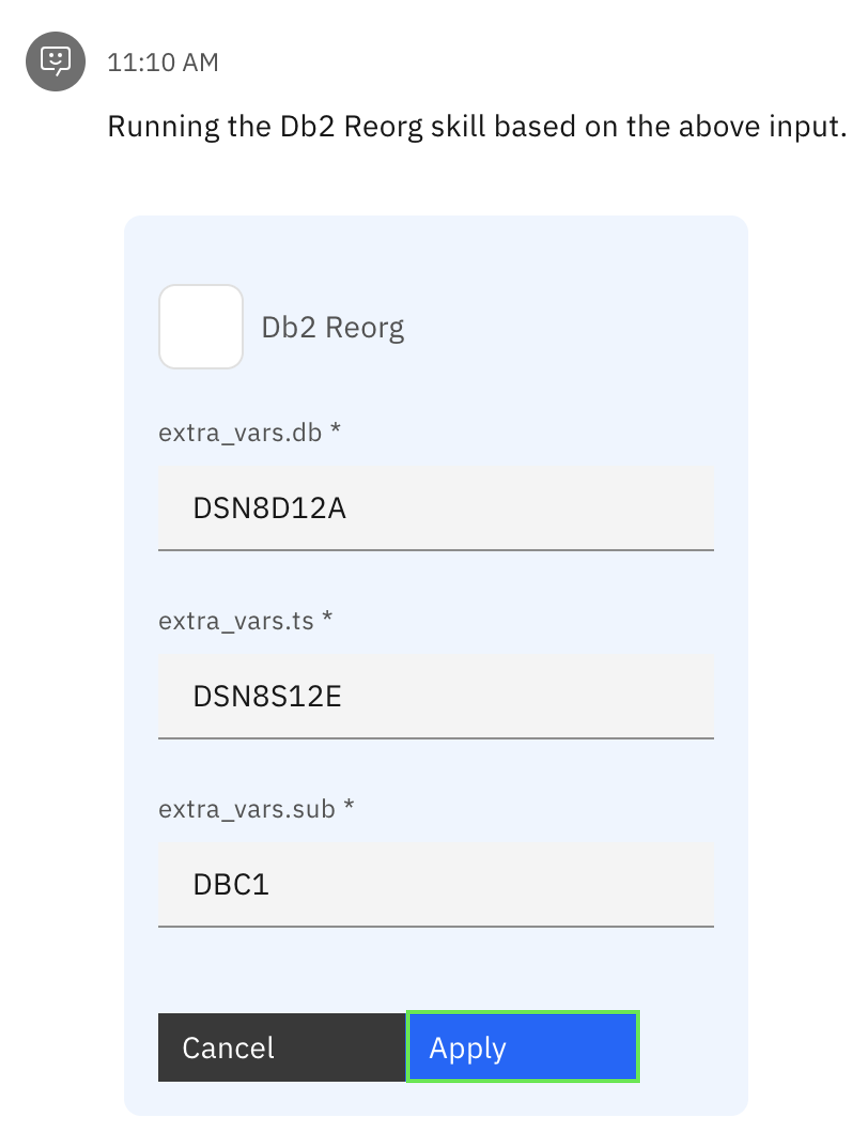 11:10 AM
Running the Db2 Reorg skill based on the above input.
Db2 Reorg
extra_vars.db *
DSN8D12A
extra_vars.ts *
DSN8S12E
extra_vars.sub *
DBC1
Cancel
Apply